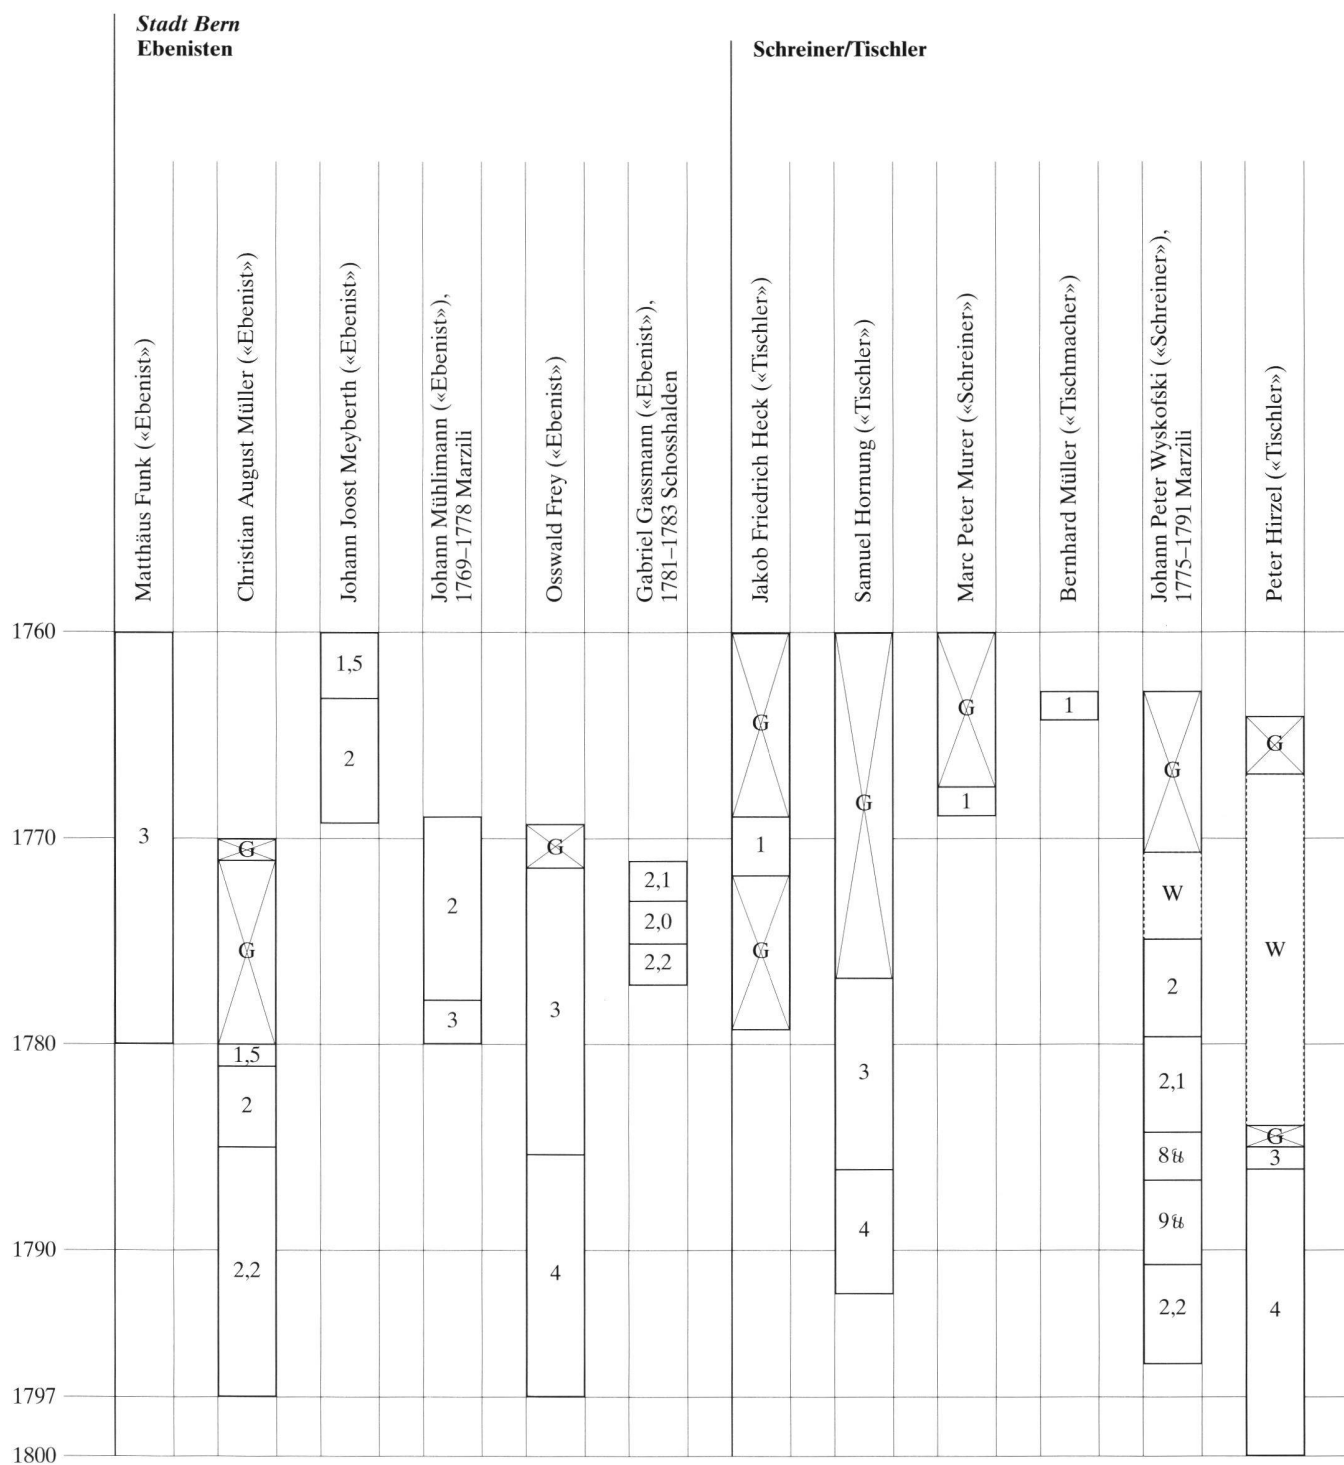 Stadt Bern
Ebenisten
Schreiner/Tischler
Matthäus Funk («Ebenist»)
Christian August Müller («Ebenist»)
Johann Joost Meyberth («Ebenist»)
Johann Mühlimann («Ebenist»),
1769–1778 Marzili
Osswald Frey («Ebenist»)
Gabriel Gassmann («Ebenist»),
1781–1783 Schosshalden
Jakob Friedrich Heck («Tischler»)
Samuel Hornung («Tischler»)
Marc Peter Murer («Schreiner»)
Bernhard Müller («Tischmacher»)
Johann Peter Wyskofski («Schreiner»),
1775–1791 Marzili
Peter Hirzel («Tischler»)
1760
1770
1780
1790
1797
1800
3
G
G
1,5
2
2,2
1,5
2
2
3
G
3
4
2,1
2,0
2,2
G
1
G
G
3
4
G
1
1
G
W
2
2,1
8 ℔
9 ℔
2,2
G
W
G
3
4